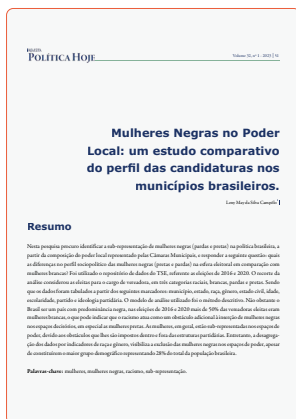 REVISTA
POLÍTICA HOJE
Mulheres Negras no Poder
Local: um estudo comparativo
do perfil das candidaturas nos
municípios brasileiros.
Lony May da Silva Campêlo
Resumo
Nesta pesquisa procuro identificar a sub-representação de mulheres negras (pardas e pretas) na política brasileira, a
partir da composição do poder local representado pelas Câmaras Municipais, e responder a seguinte questão: quais
as diferenças no perfil sociopolítico das mulheres negras (pretas e pardas) na esfera eleitoral em comparação com
mulheres brancas? Foi utilizado o repositório de dados do TSE, referente as eleições de 2016 e 2020. O recorte da
análise considerou as eleitas para o cargo de vereadora, em três categorias raciais, brancas, pardas e pretas. Sendo
que os dados foram tabulados a partir dos seguintes marcadores: município, estado, raça, gênero, estado civil, idade,
escolaridade, partido e ideologia partidária. O modelo de análise utilizado foi o método descritivo. Não obstante o
Brasil ser um país com predominância negra, nas eleições de 2016 e 2020 mais de 50% das vereadoras eleitas eram
mulheres brancas, o que pode indicar que o racismo atua como um obstáculo adicional à inserção de mulheres negras
nos espaços decisórios, em especial as mulheres pretas. As mulheres, em geral, estão sub-representadas nos espaços de
poder, devido aos obstáculos que lhes são impostos dentro e fora das estruturas partidárias. Entretanto, a desagrega-
ção dos dados por indicadores de raça e gênero, visibiliza a exclusão das mulheres negras nos espaços de poder, apesar
de constituírem o maior grupo demográfico representando 28% do total da população brasileira.
Palavras-chave: mulheres, mulheres negras, racismo, sub-representação.